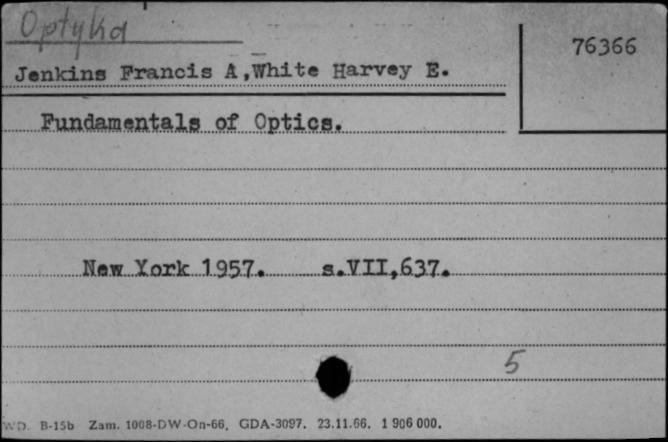 Optyka
76366
Jenkins Francis A,White Harvey E.
Fundamentals of Optics.
New York 1957. s.VII,637.
5
WD. B-15b Zam. 1008-DW-On-66. GDA-3097. 23.11.66. 1 906 000.